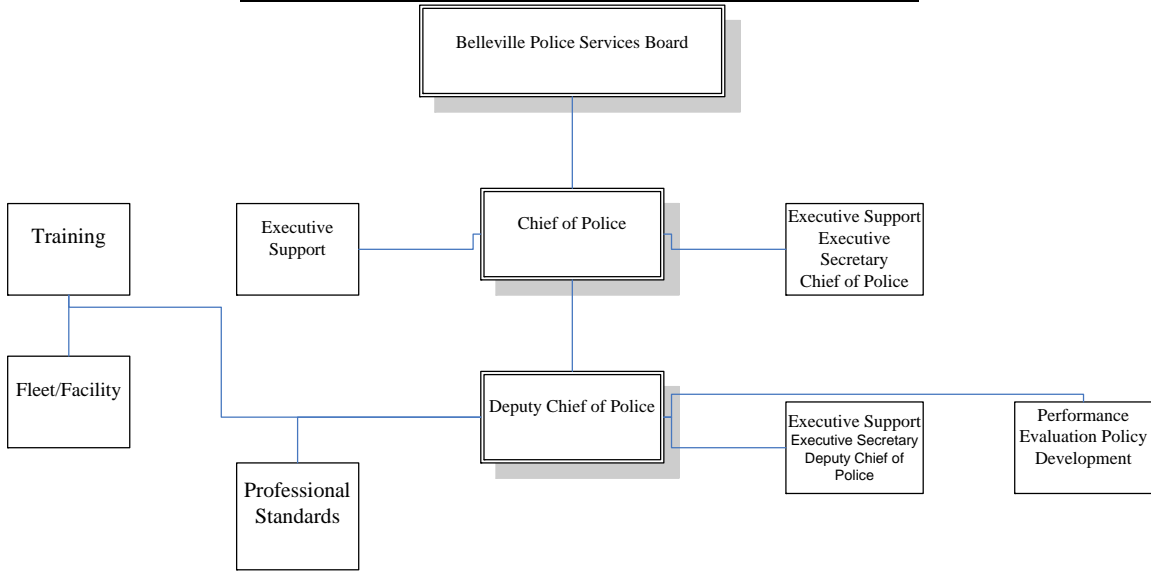 Belleville Police Services Board
Chief of Police
Training
Executive
Support
Executive Support
Executive
Secretary
Chief of Police
Fleet/Facility
Deputy Chief of Police
Executive Support
Executive Secretary
Deputy Chief of
Police
Performance
Evaluation Policy
Development
Professional
Standards